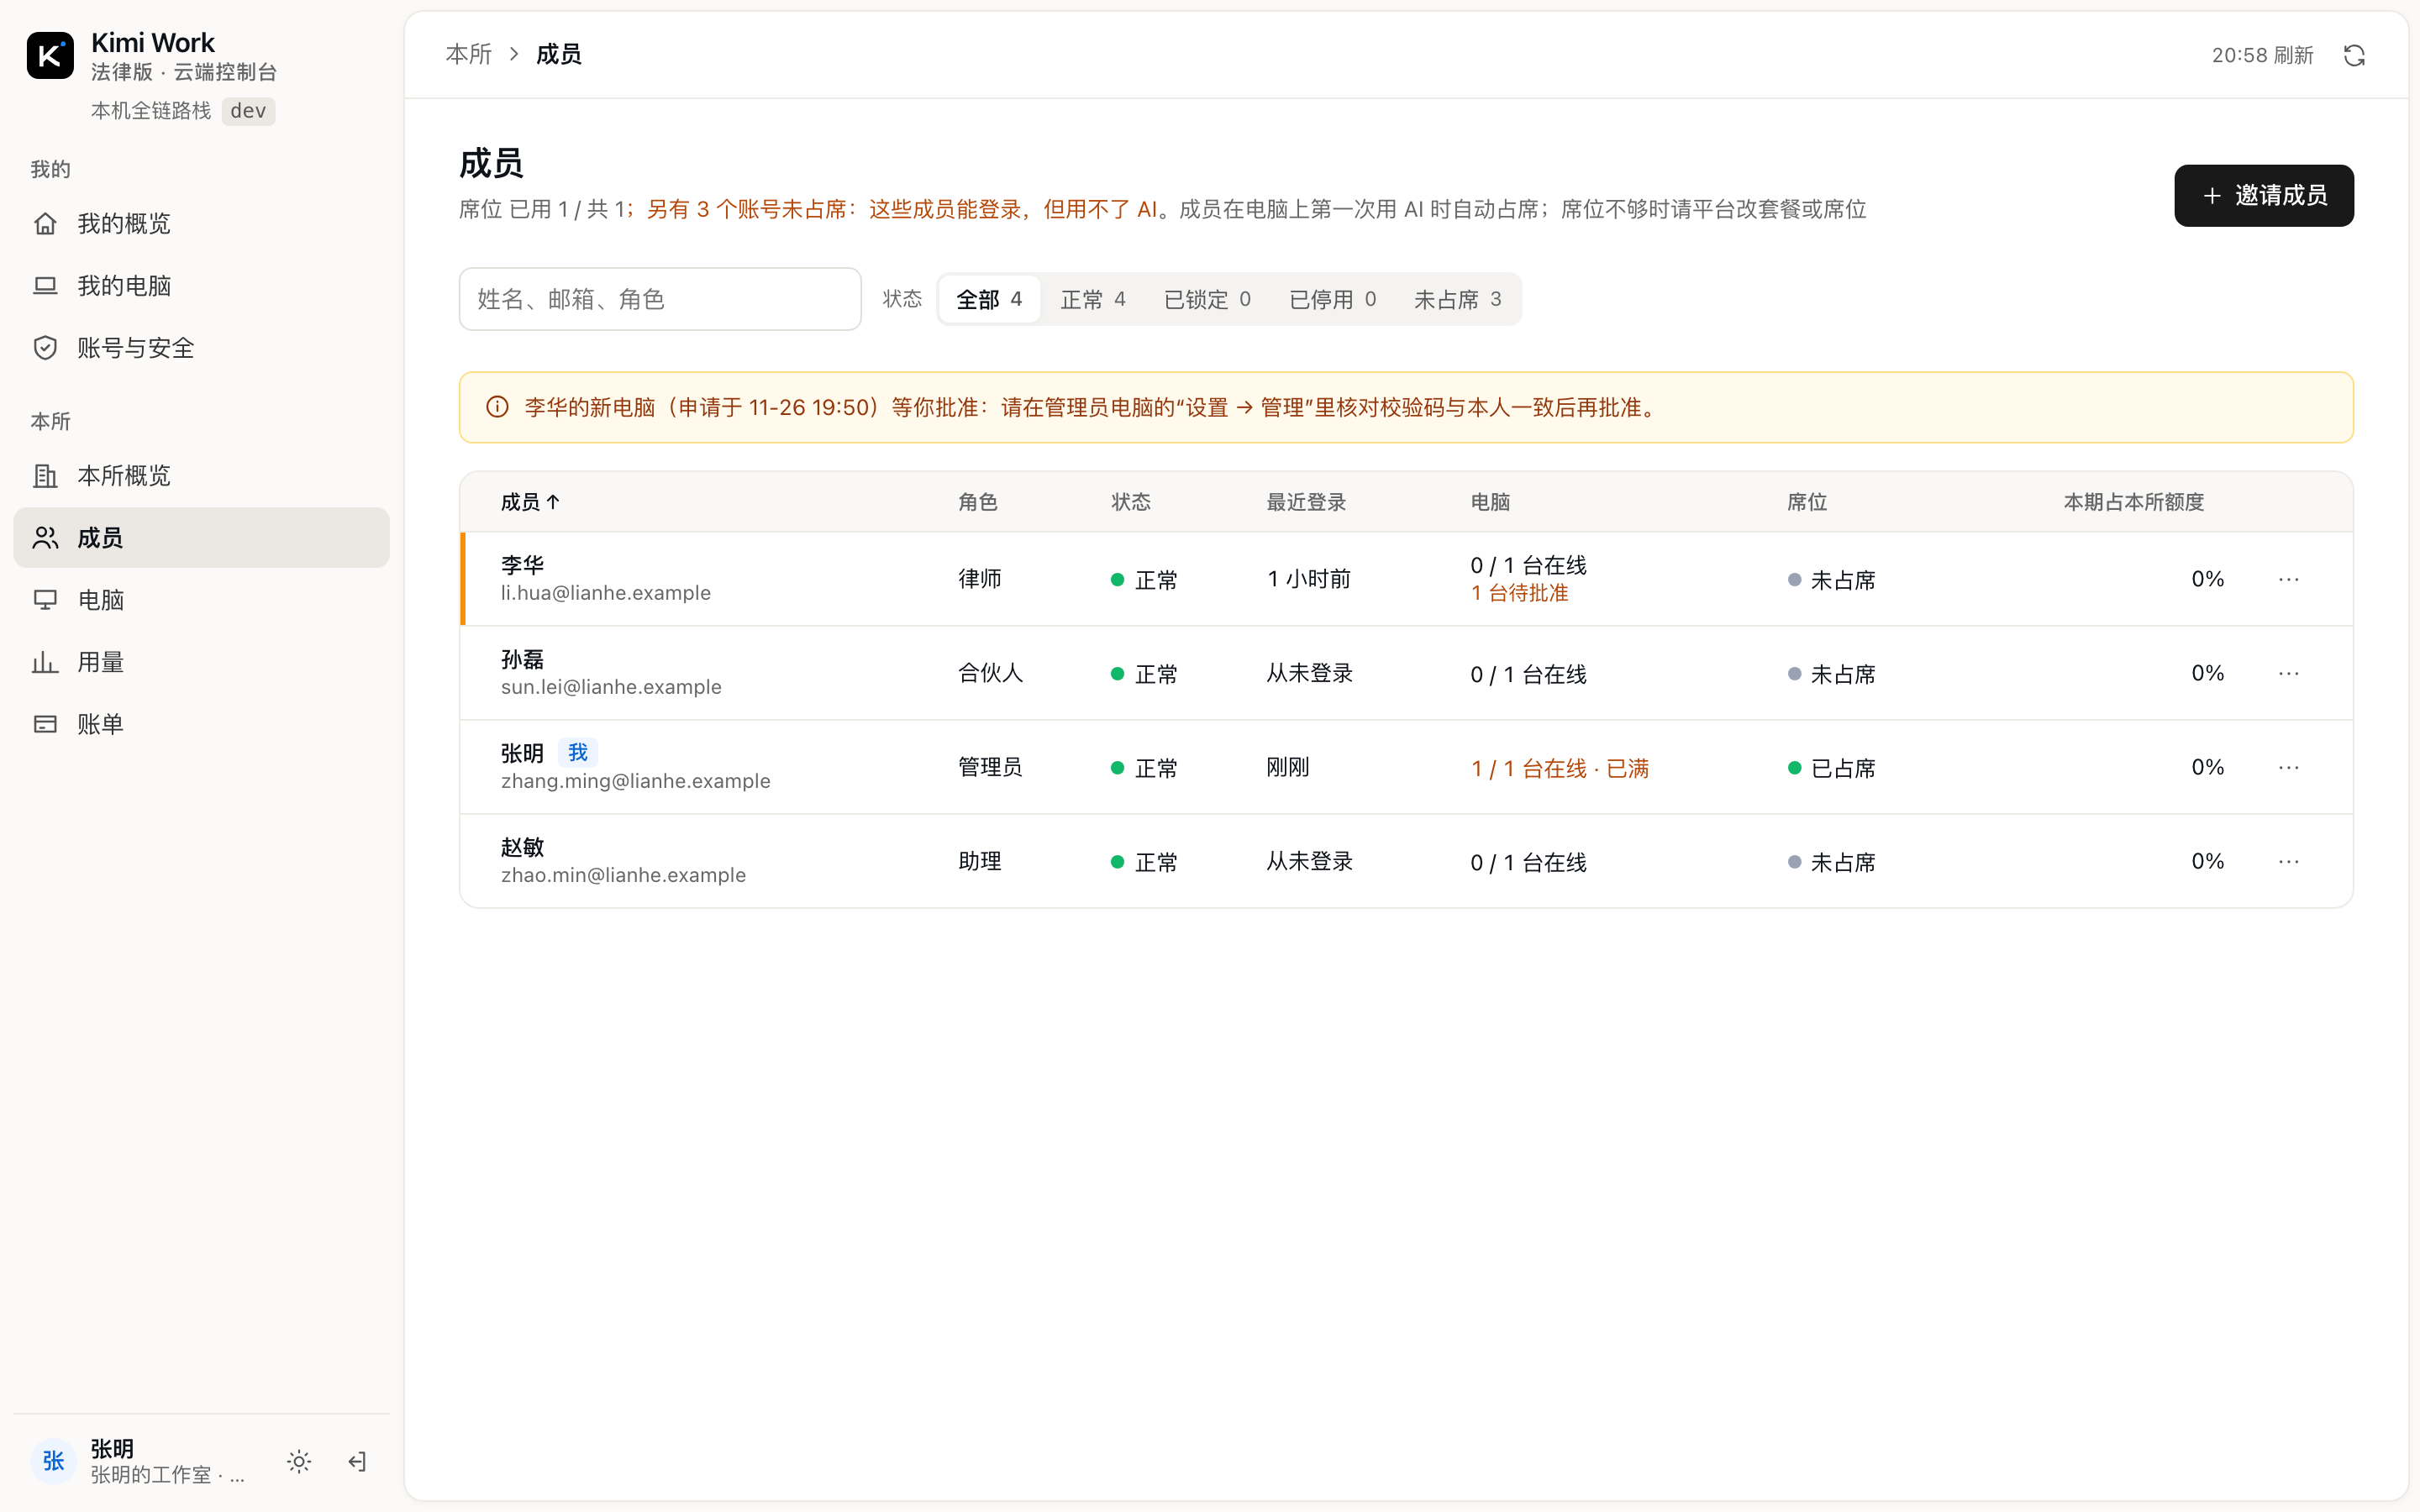 Kimi Work
法律版 · 云端控制台
本机全链路栈 dev
我的
我的概览
我的电脑
账号与安全
本所
本所概览
成员
电脑
用量
账单
张
张明
张明的工作室 · ...
本所 > 成员
20:58 刷新
成员
席位 已用 1 / 共 1；另有 3 个账号未占席：这些成员能登录，但用不了 AI。成员在电脑上第一次用 AI 时自动占席；席位不够时请平台改套餐或席位
+ 邀请成员
姓名、邮箱、角色
状态 全部 4 正常 4 已锁定 0 已停用 0 未占席 3
李华的新电脑（申请于 11-26 19:50）等你批准：请在管理员电脑的“设置 → 管理”里核对校验码与本人一致后再批准。
成员 ↑ 角色 状态 最近登录 电脑 席位 本期占本所额度
李华 律师 正常 1 小时前 0 / 1 台在线 未占席 0% ···
li.hua@lianhe.example 1 台待批准
孙磊 合伙人 正常 从未登录 0 / 1 台在线 未占席 0% ···
sun.lei@lianhe.example
张明 我 管理员 正常 刚刚 1 / 1 台在线 · 已满 已占席 0% ···
zhang.ming@lianhe.example
赵敏 助理 正常 从未登录 0 / 1 台在线 未占席 0% ···
zhao.min@lianhe.example